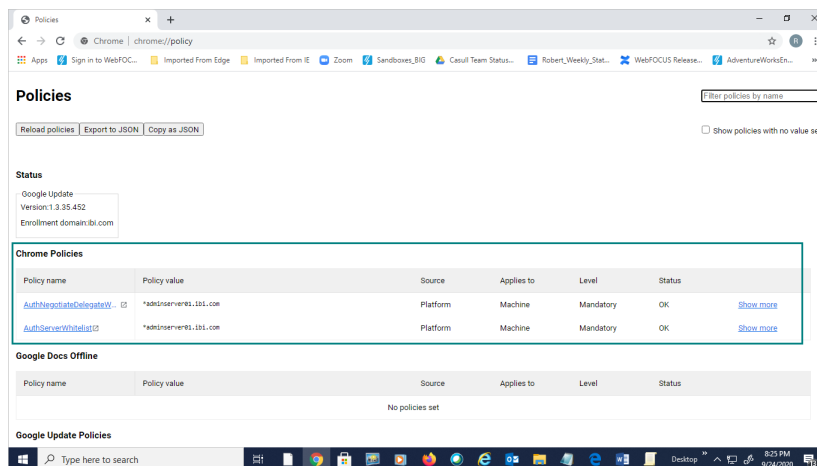 Policies
Chrome | chrome://policy
R
Apps Sign in to WebFOC... Imported From Edge Imported From IE Zoom Sandboxes_BIG Casull Team Status... Robert_Weekly_Stat... WebFOCUS Release... AdventureWorksEn... »
Policies
Filter policies by name
Reload policies Export to JSON Copy as JSON
Show policies with no value se
Status
Google Update
Version:1.3.35.452
Enrollment domain:ibi.com
Chrome Policies
Policy name Policy value Source Applies to Level Status
AuthNegotiateDelegateW... *adminserver01.ibi.com Platform Machine Mandatory OK Show more
AuthServerWhitelist *adminserver01.ibi.com Platform Machine Mandatory OK Show more
Google Docs Offline
Policy name Policy value Source Applies to Level Status
No policies set
Google Update Policies
Type here to search
Desktop »
8:25 PM
9/24/2020